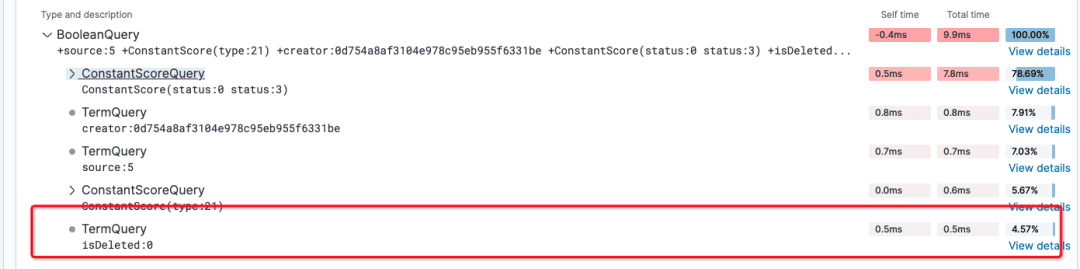 Type and description Self time Total time
BooleanQuery -0.4ms 9.9ms 100.00%
+source:5 +ConstantScore(type:21) +creator:0d754a8af3104e978c95eb955f6331be +ConstantScore(status:0 status:3) +isDeleted... View details
ConstantScoreQuery 0.5ms 7.8ms 78.69%
ConstantScore(status:0 status:3) View details
TermQuery 0.8ms 0.8ms 7.91%
creator:0d754a8af3104e978c95eb955f6331be View details
TermQuery 0.7ms 0.7ms 7.03%
source:5 View details
ConstantScoreQuery 0.0ms 0.6ms 5.67%
ConstantScore(type:21) View details
TermQuery 0.5ms 0.5ms 4.57%
isDeleted:0 View details